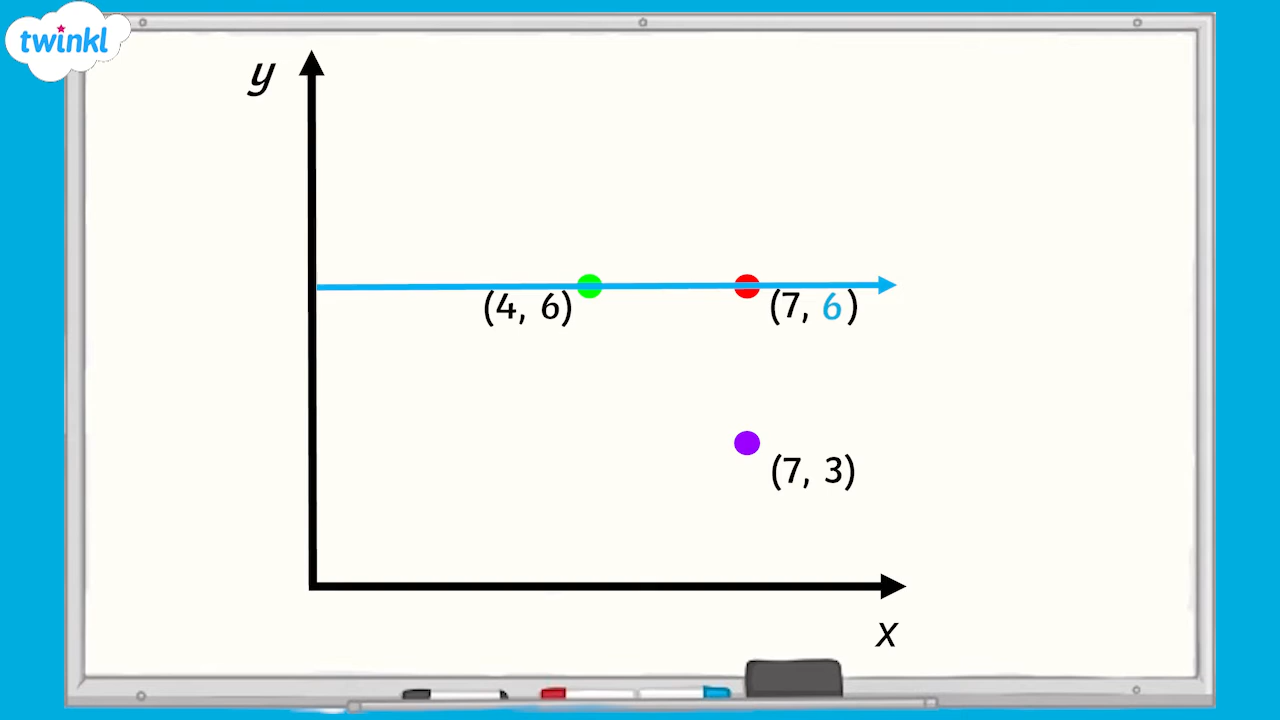 twinkl
y
(4, 6)
(7, 6)
(7, 3)
x